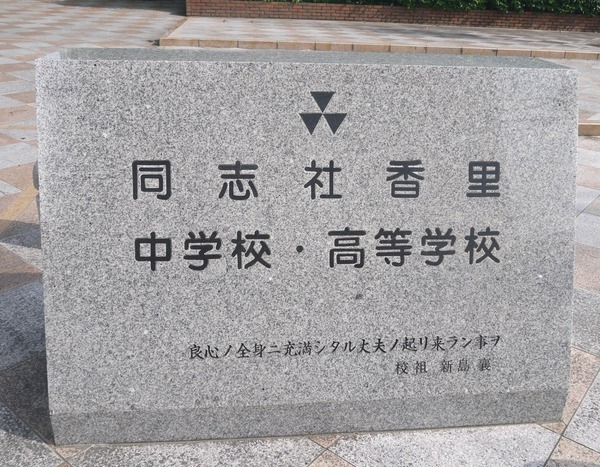 同志社香里
中学校・高等学校
良心ノ全身ニ充満シタル丈夫ノ起リ来ラン事ヲ
校祖 新島襄